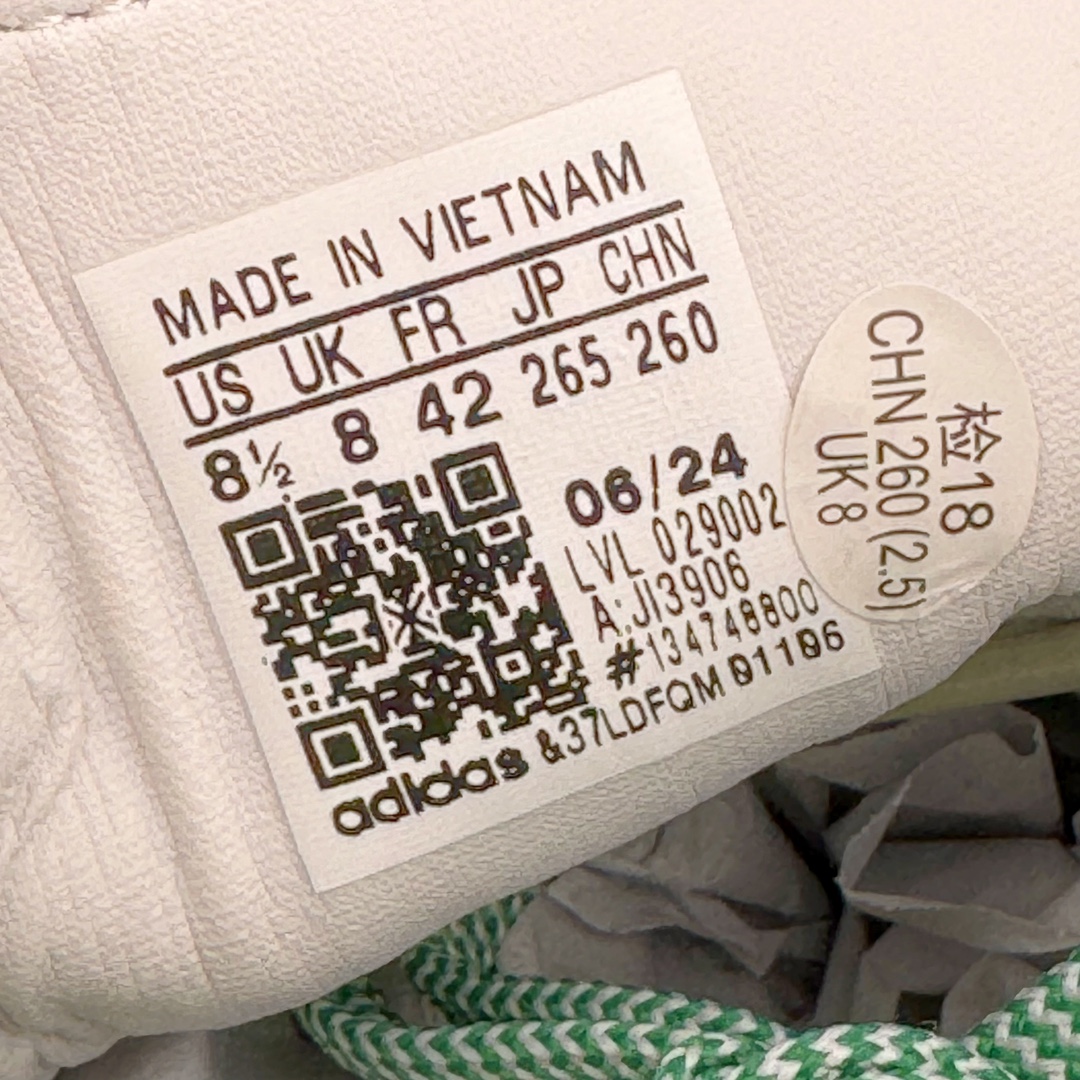 MADE IN VIETNAM
US UK FR JP CHN
8½ 8 42 265 260
06/24
LVL 029002
A:JI3906
#134748800
adidas &37LDFQM 91196
检18
CHN 260 (2.5)
UK 8